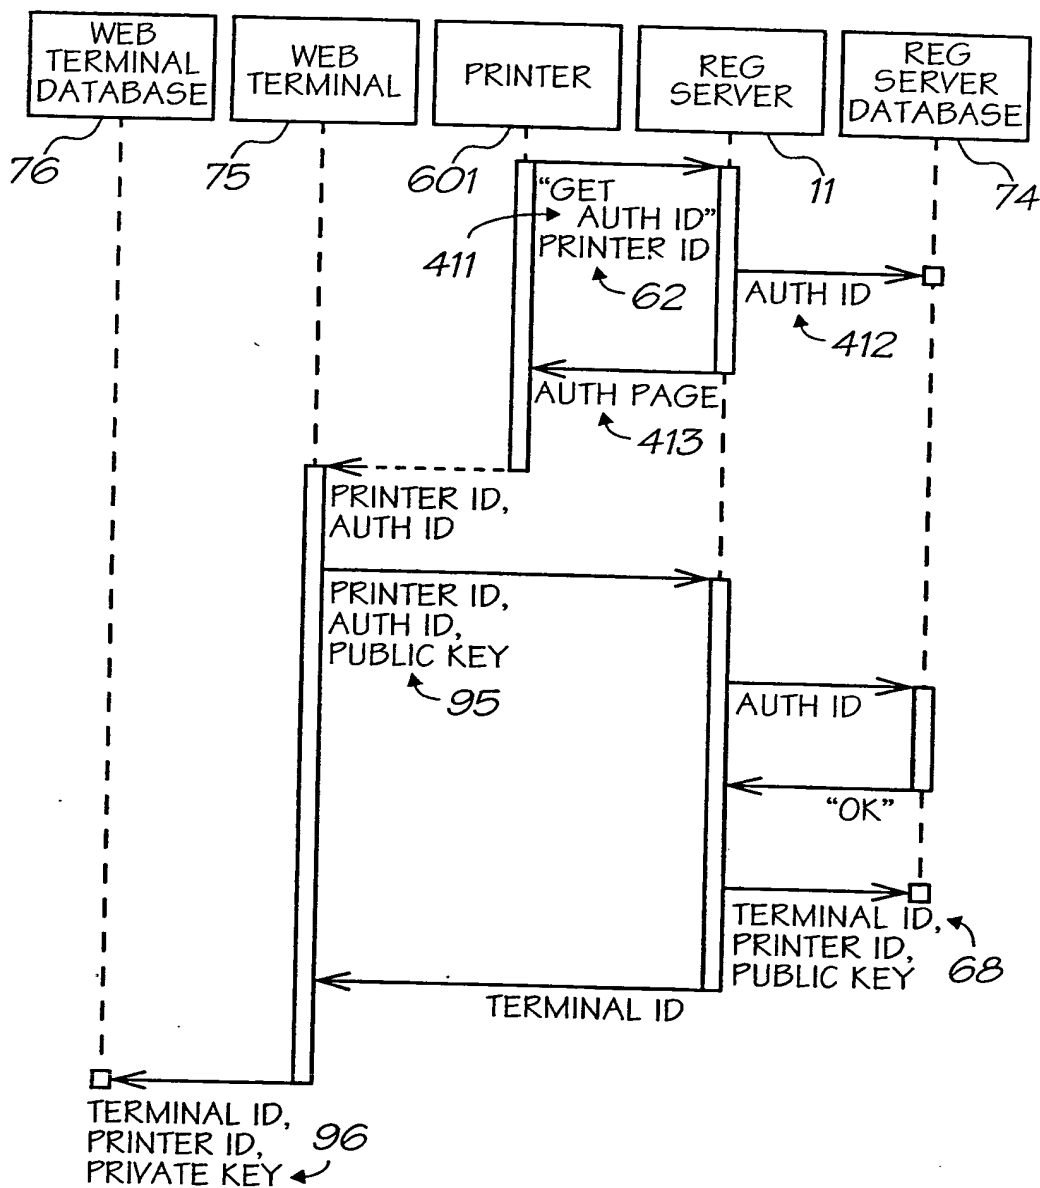 WEB
TERMINAL
DATABASE
WEB
TERMINAL
PRINTER
REG
SERVER
REG
SERVER
DATABASE
76
75
601
11
74
"GET
AUTH ID"
PRINTER ID
411
62
AUTH ID
412
AUTH PAGE
413
PRINTER ID,
AUTH ID
PRINTER ID,
AUTH ID,
PUBLIC KEY
95
AUTH ID
"OK"
TERMINAL ID,
PRINTER ID,
PUBLIC KEY
68
TERMINAL ID
TERMINAL ID,
PRINTER ID,
PRIVATE KEY
96